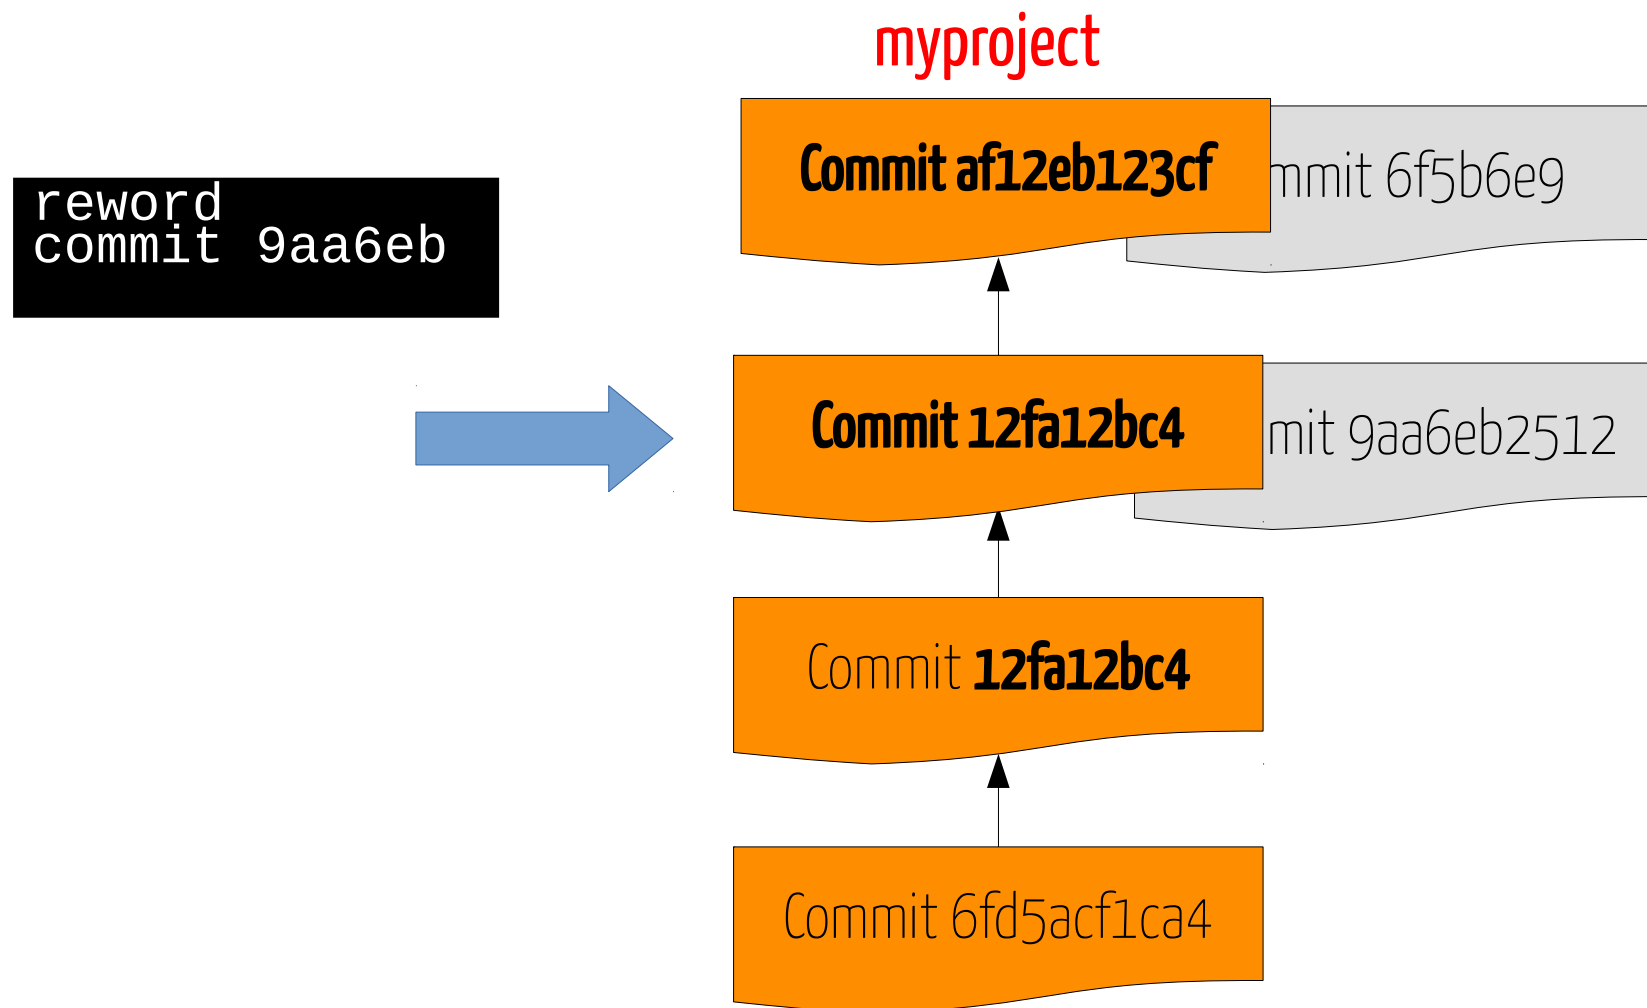 myproject
reword
commit 9aa6eb
Commit af12eb123cf
mmit 6f5b6e9
Commit 12fa12bc4
mit 9aa6eb2512
Commit 12fa12bc4
Commit 6fd5acf1ca4